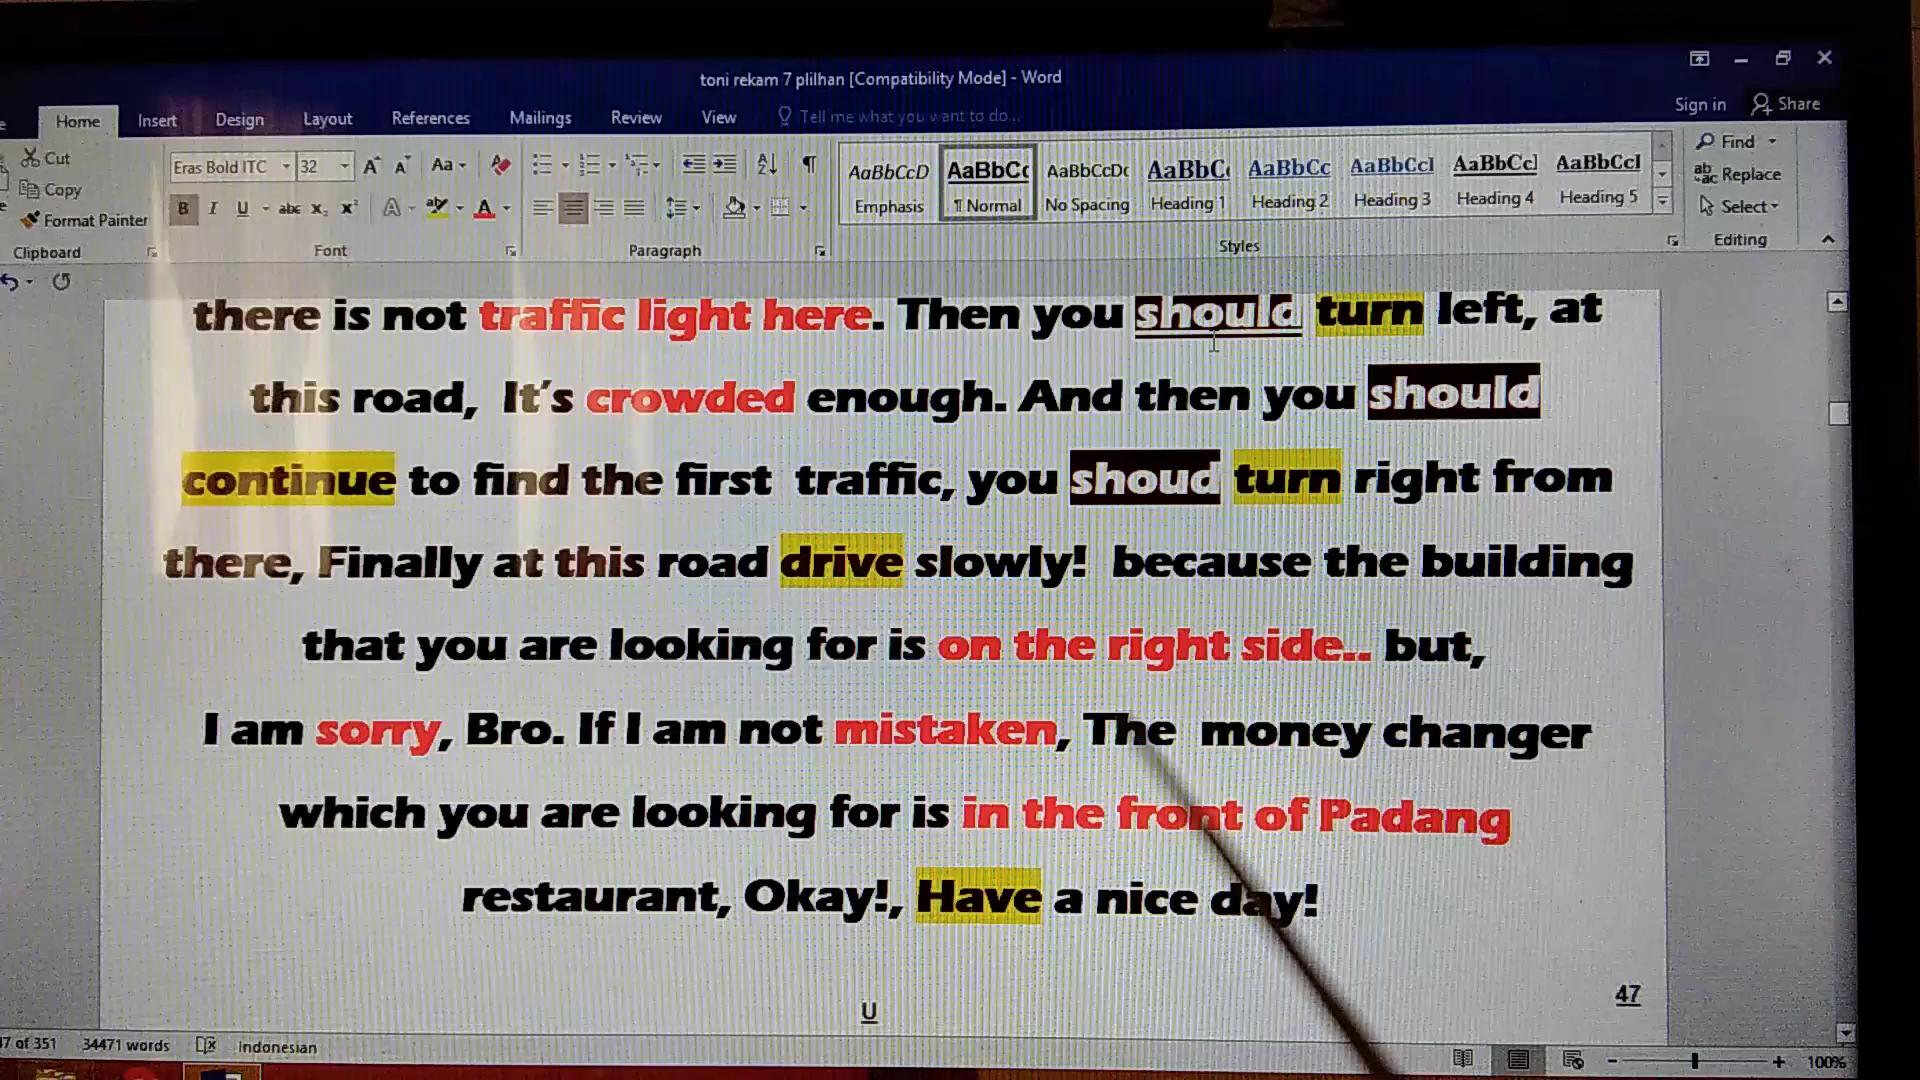 toni rekam 7 plilhan [Compatibility Mode] - Word
Sign in Share
Home Insert Design Layout References Mailings Review View Tell me what you want to do...
Cut
Copy
Format Painter
Clipboard
Eras Bold ITC 32
Font
Paragraph
AaBbCcD AaBbCc AaBbCcDc AaBbC AaBbCc AaBbCcl AaBbCc] AaBbCcl
Emphasis ¶ Normal No Spacing Heading 1 Heading 2 Heading 3 Heading 4 Heading 5
Styles
Find
Replace
Select
Editing
there is not traffic light here. Then you should turn left, at
this road, It's crowded enough. And then you should
continue to find the first traffic, you shoud turn right from
there, Finally at this road drive slowly! because the building
that you are looking for is on the right side.. but,
I am sorry, Bro. If I am not mistaken, The money changer
which you are looking for is in the front of Padang
restaurant, Okay!, Have a nice day!
47
U
of 351 34471 words Indonesian 100%